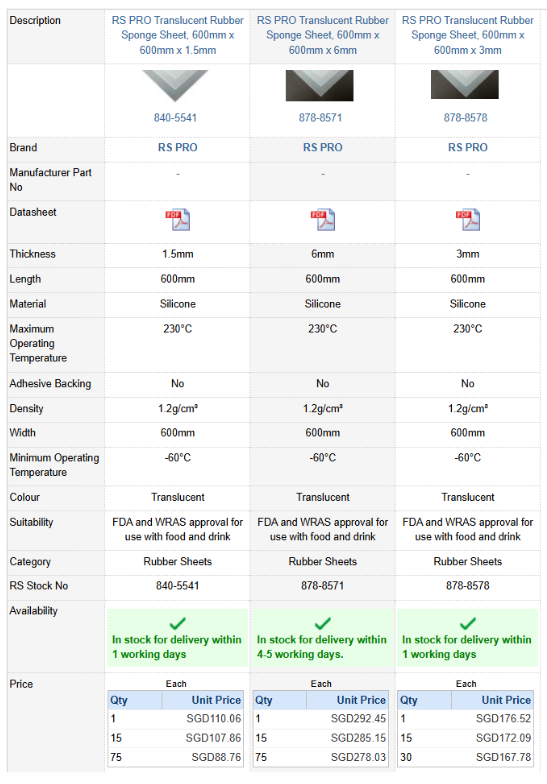 Description RS PRO Translucent Rubber RS PRO Translucent Rubber RS PRO Translucent Rubber
Sponge Sheet, 600mm x Sponge Sheet, 600mm x Sponge Sheet, 600mm x
600mm x 1.5mm 600mm x 6mm 600mm x 3mm
840-5541 878-8571 878-8578
Brand RS PRO RS PRO RS PRO
Manufacturer Part - - -
No
Datasheet PDF PDF PDF
Thickness 1.5mm 6mm 3mm
Length 600mm 600mm 600mm
Material Silicone Silicone Silicone
Maximum 230°C 230°C 230°C
Operating
Temperature
Adhesive Backing No No No
Density 1.2g/cm³ 1.2g/cm³ 1.2g/cm³
Width 600mm 600mm 600mm
Minimum Operating -60°C -60°C -60°C
Temperature
Colour Translucent Translucent Translucent
Suitability FDA and WRAS approval for FDA and WRAS approval for FDA and WRAS approval for
use with food and drink use with food and drink use with food and drink
Category Rubber Sheets Rubber Sheets Rubber Sheets
RS Stock No 840-5541 878-8571 878-8578
Availability
In stock for delivery within In stock for delivery within In stock for delivery within
1 working days 4-5 working days. 1 working days
Price Each Each Each
Qty Unit Price Qty Unit Price Qty Unit Price
1 SGD110.06 1 SGD292.45 1 SGD176.52
15 SGD107.86 15 SGD285.15 15 SGD172.09
75 SGD88.76 75 SGD278.03 30 SGD167.78